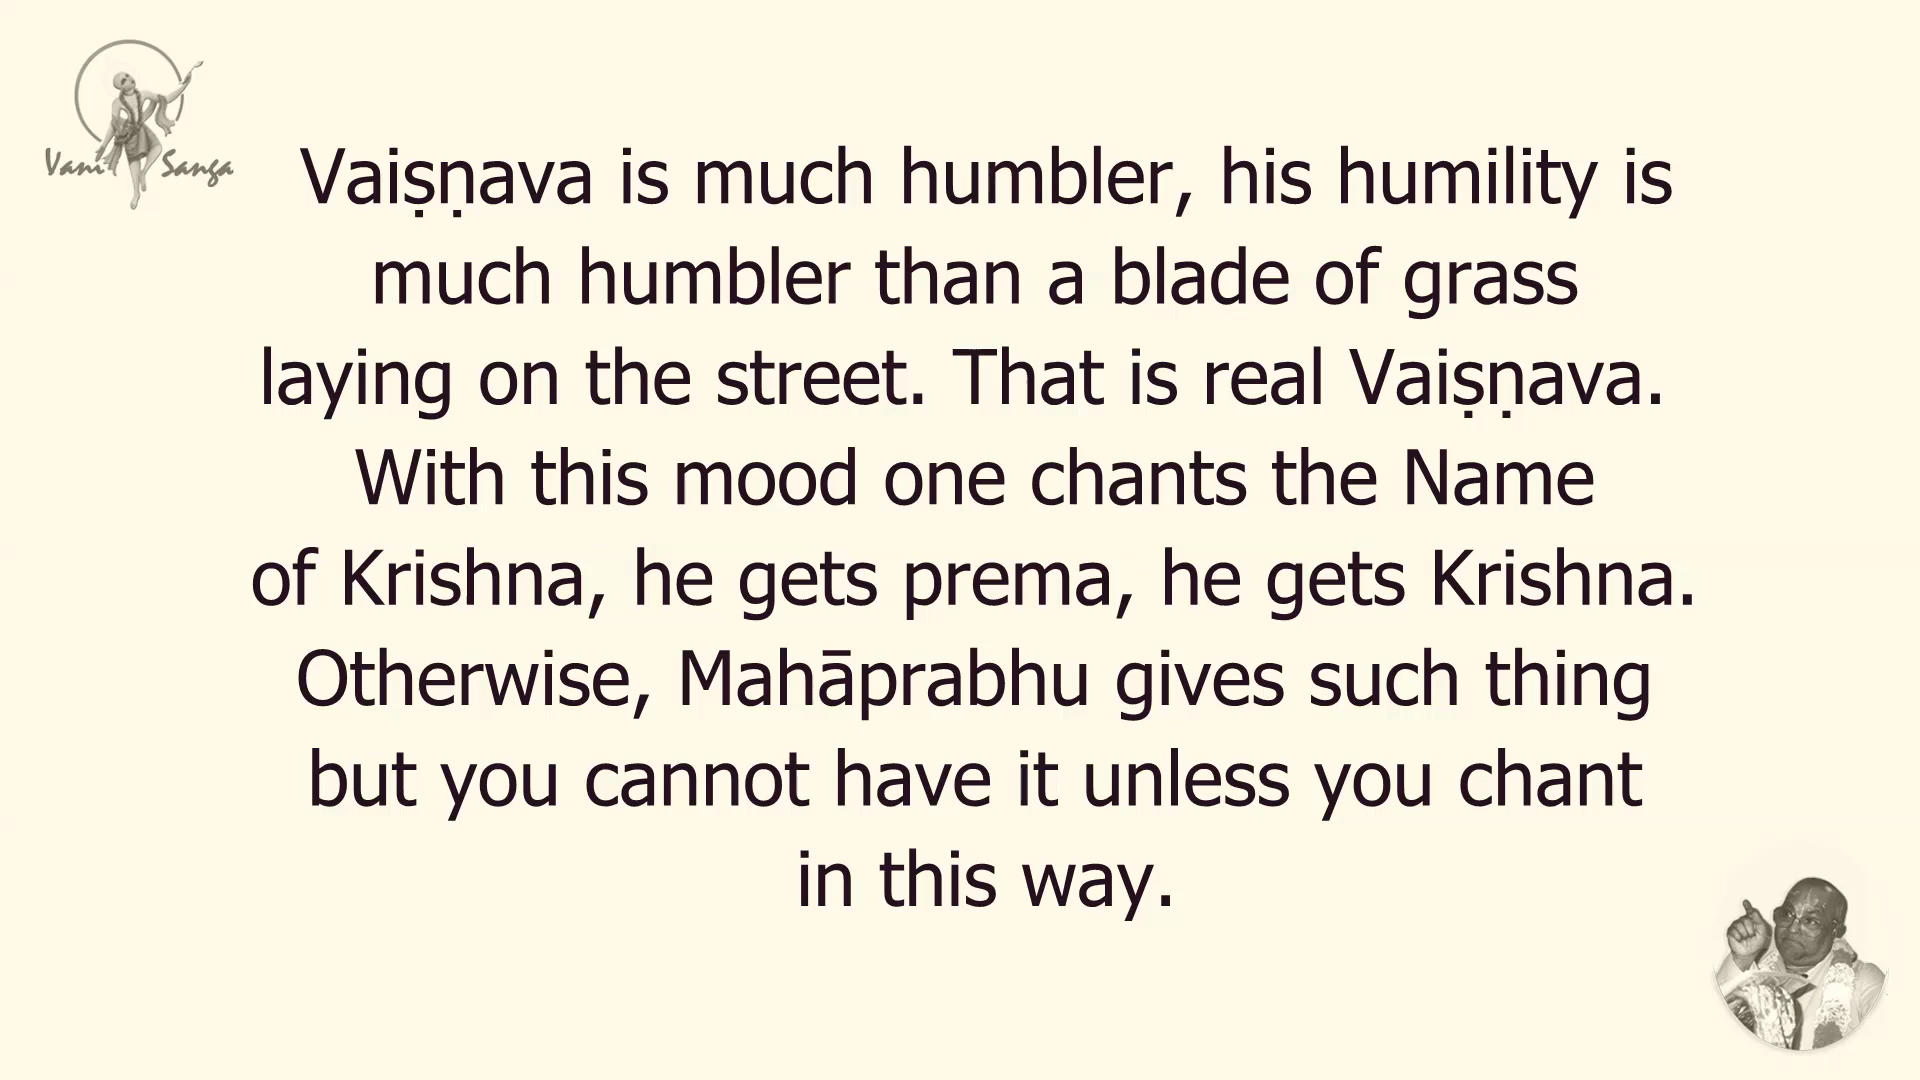 Vani Sanga
Vaiṣṇava is much humbler, his humility is
much humbler than a blade of grass
laying on the street. That is real Vaiṣṇava.
With this mood one chants the Name
of Krishna, he gets prema, he gets Krishna.
Otherwise, Mahāprabhu gives such thing
but you cannot have it unless you chant
in this way.